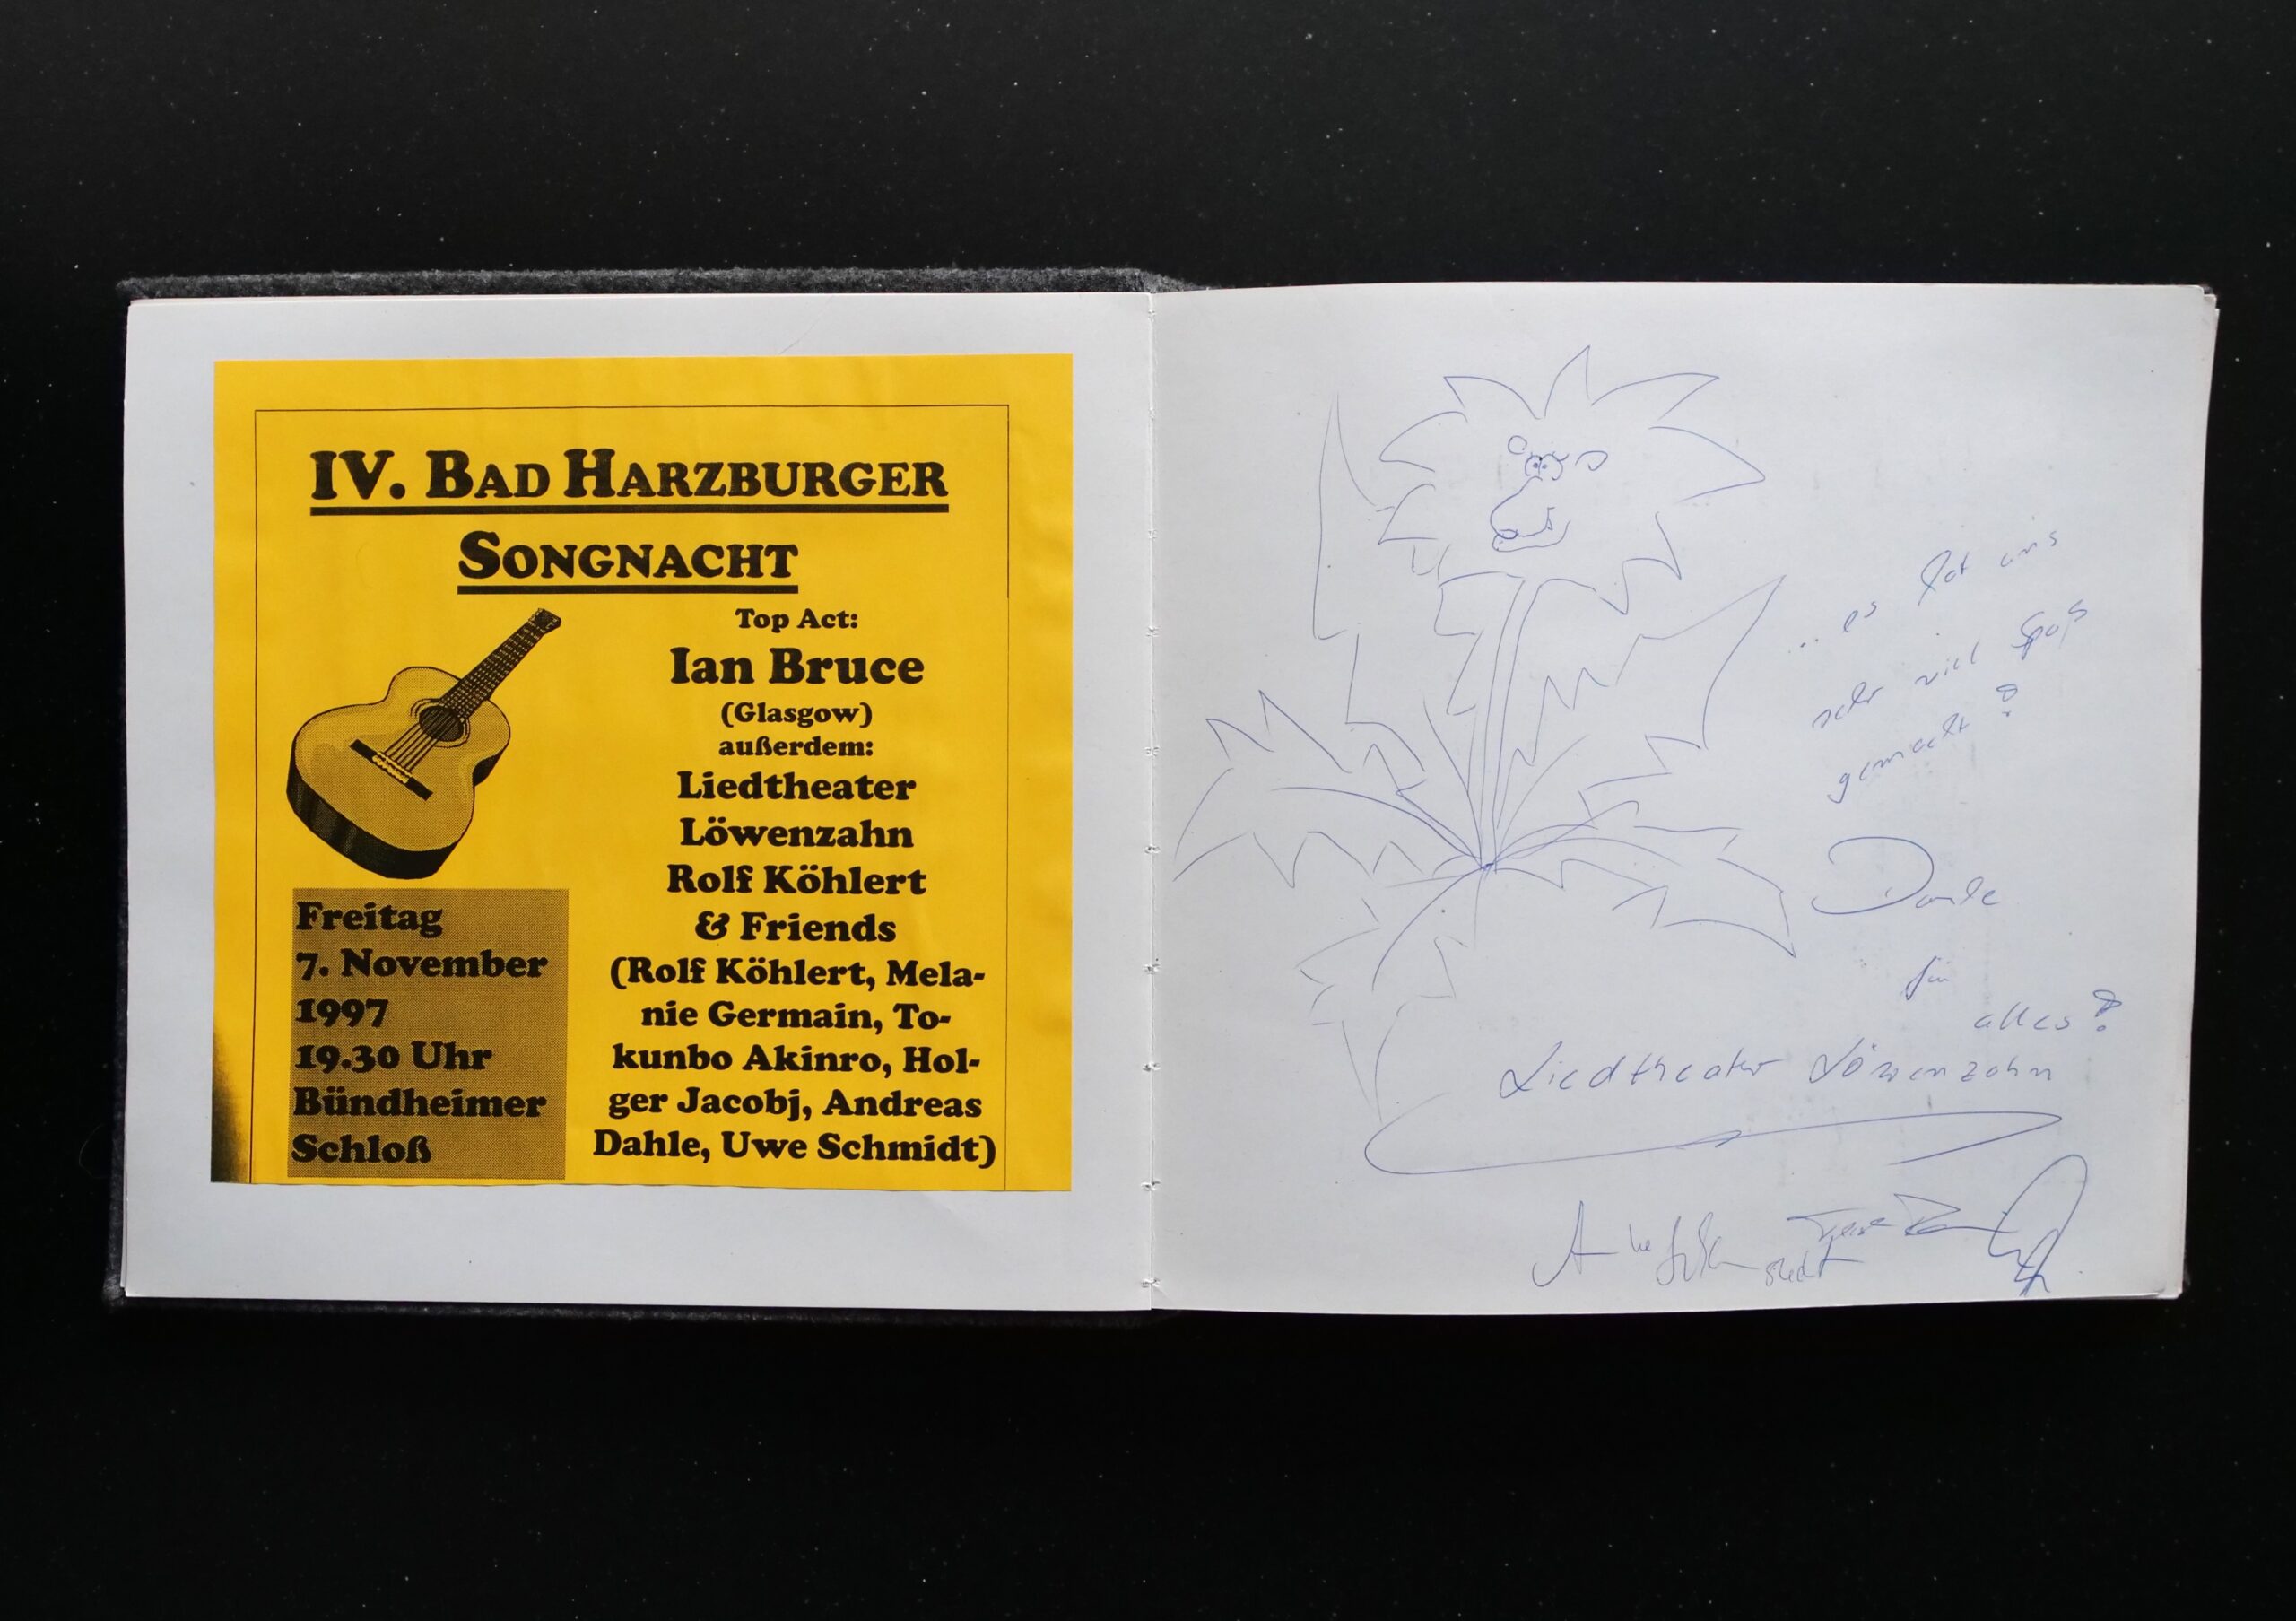 IV. BAD HARZBURGER
SONGNACHT
Top Act:
Ian Bruce
(Glasgow)
außerdem:
Liedtheater
Löwenzahn
Rolf Köhlert
& Friends
(Rolf Köhlert, Mela-
nie Germain, To-
kunbo Akinro, Hol-
ger Jacobj, Andreas
Dahle, Uwe Schmidt)
Freitag
7. November
1997
19.30 Uhr
Bündheimer
Schloß
.. es hat uns
sehr viel Spaß
gemacht!
Danke
für
alles!
Liedtheater Löwenzahn